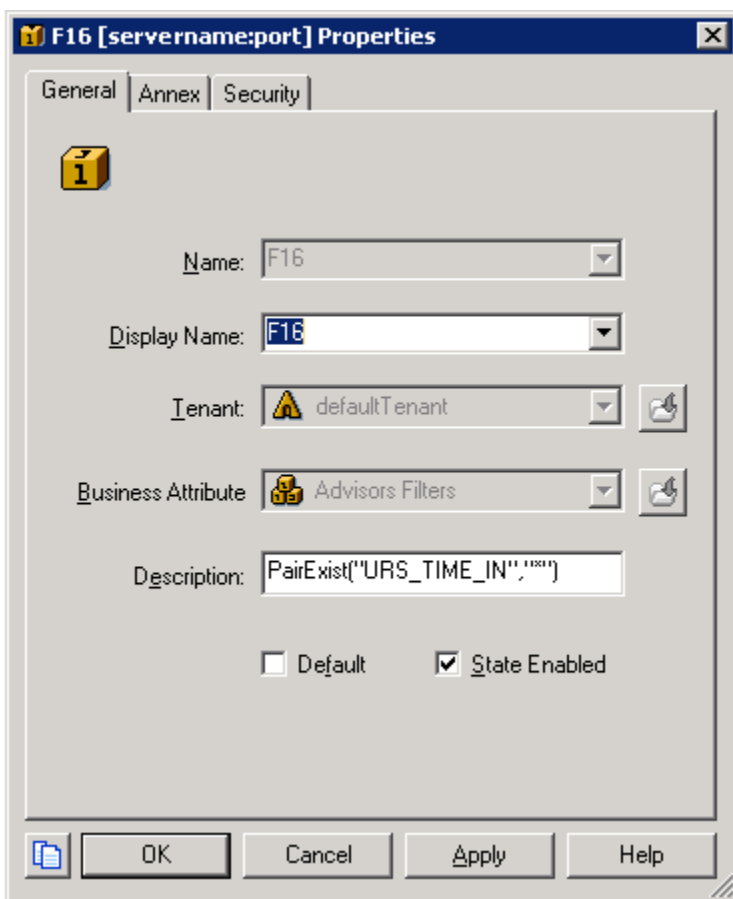 F16 [servername:port] Properties
General Annex Security
Name: F16
Display Name: F16
Tenant: defaultTenant
Business Attribute Advisors Filters
Description: PairExist("URS_TIME_IN","*")
Default State Enabled
OK Cancel Apply Help